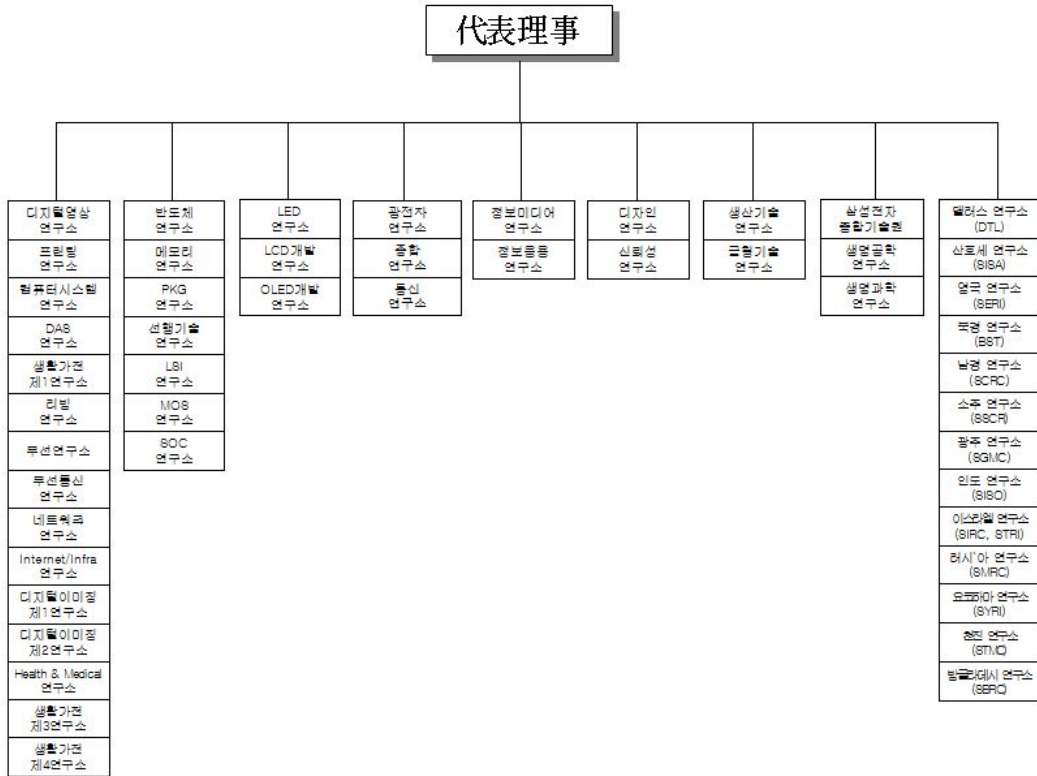 代表理事
디지털영상
연구소
프린팅
연구소
컴퓨터시스템
연구소
DAS
연구소
생활가전
제1연구소
리빙
연구소
무선연구소
무선통신
연구소
네트워크
연구소
Internet/Infra
연구소
디지털이미징
제1연구소
디지털이미징
제2연구소
Health & Medical
연구소
생활가전
제3연구소
생활가전
제4연구소
반도체
연구소
메모리
연구소
PKG
연구소
선행기술
연구소
LSI
연구소
MOS
연구소
SOC
연구소
LED
연구소
LCD개발
연구소
OLED개발
연구소
광전자
연구소
종합
연구소
통신
연구소
정보미디어
연구소
정보응용
연구소
디자인
연구소
신뢰성
연구소
생산기술
연구소
금형기술
연구소
삼성전자
종합기술원
생명공학
연구소
생명과학
연구소
댈러스 연구소
(DTL)
산호세 연구소
(SISA)
영국 연구소
(SERI)
북경 연구소
(BST)
남경 연구소
(SCRC)
소주 연구소
(SSCR)
광주 연구소
(SGMC)
인도 연구소
(SISO)
이스라엘 연구소
(SIRC, STRI)
러시`아 연구소
(SMRC)
요코하마 연구소
(SYRI)
천진 연구소
(STMC)
방글라데시 연구소
(SBRC)